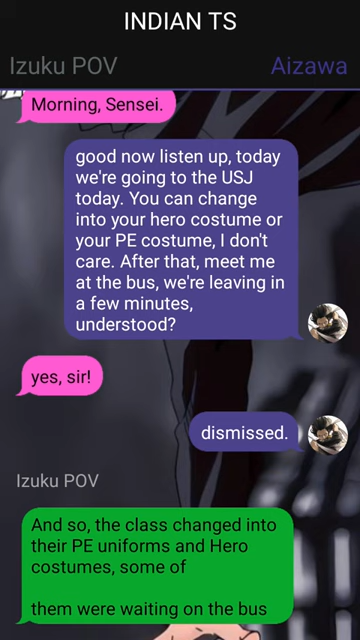 INDIAN TS
Izuku POV
Aizawa
Morning, Sensei.
good now listen up, today
we're going to the USJ
today. You can change
into your hero costume or
your PE costume, I don't
care. After that, meet me
at the bus, we're leaving in
a few minutes,
understood?
yes, sir!
dismissed.
Izuku POV
And so, the class changed into
their PE uniforms and Hero
costumes, some of
them were waiting on the bus